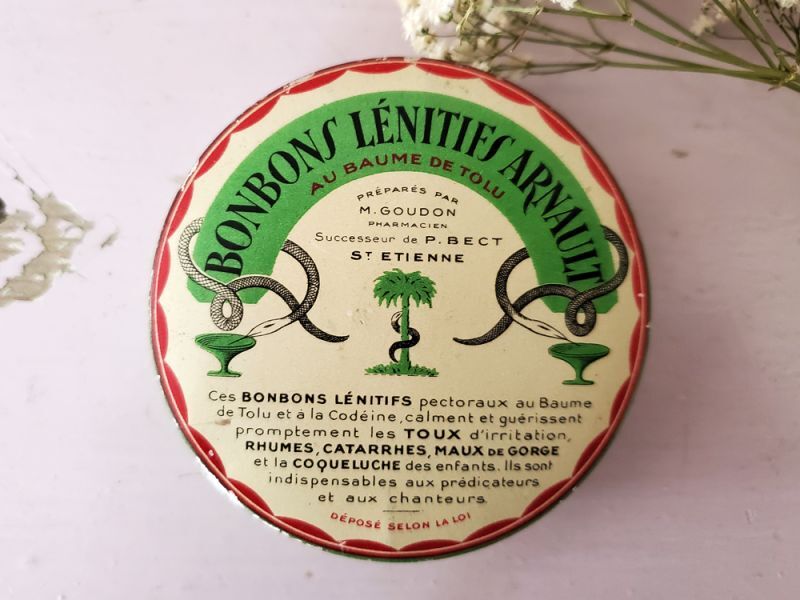 BONBONS LÉNITIFS ARNAULT
AU BAUME DE TOLU
PRÉPARÉS PAR
M. GOUDON
PHARMACIEN
Successeur de P. BECT
ST ETIENNE
Ces BONBONS LÉNITIFS pectoraux au Baume
de Tolu et à la Codéine, calment et guérissent
promptement les TOUX d'irritation,
RHUMES, CATARRHES, MAUX DE GORGE
et la COQUELUCHE des enfants. Ils sont
indispensables aux prédicateurs
et aux chanteurs.
DÉPOSÉ SELON LA LOI